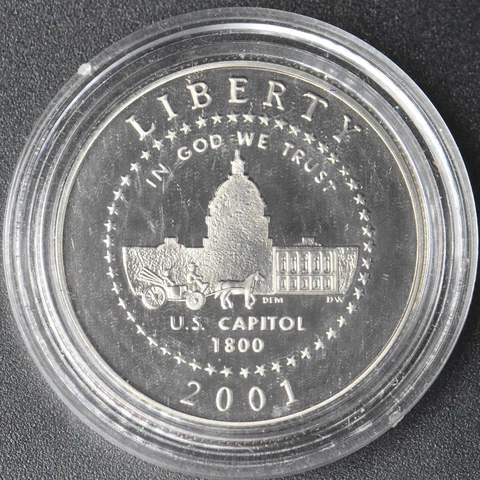 LIBERTY
IN GOD WE TRUST
DEM DW
U.S. CAPITOL
1800
2001